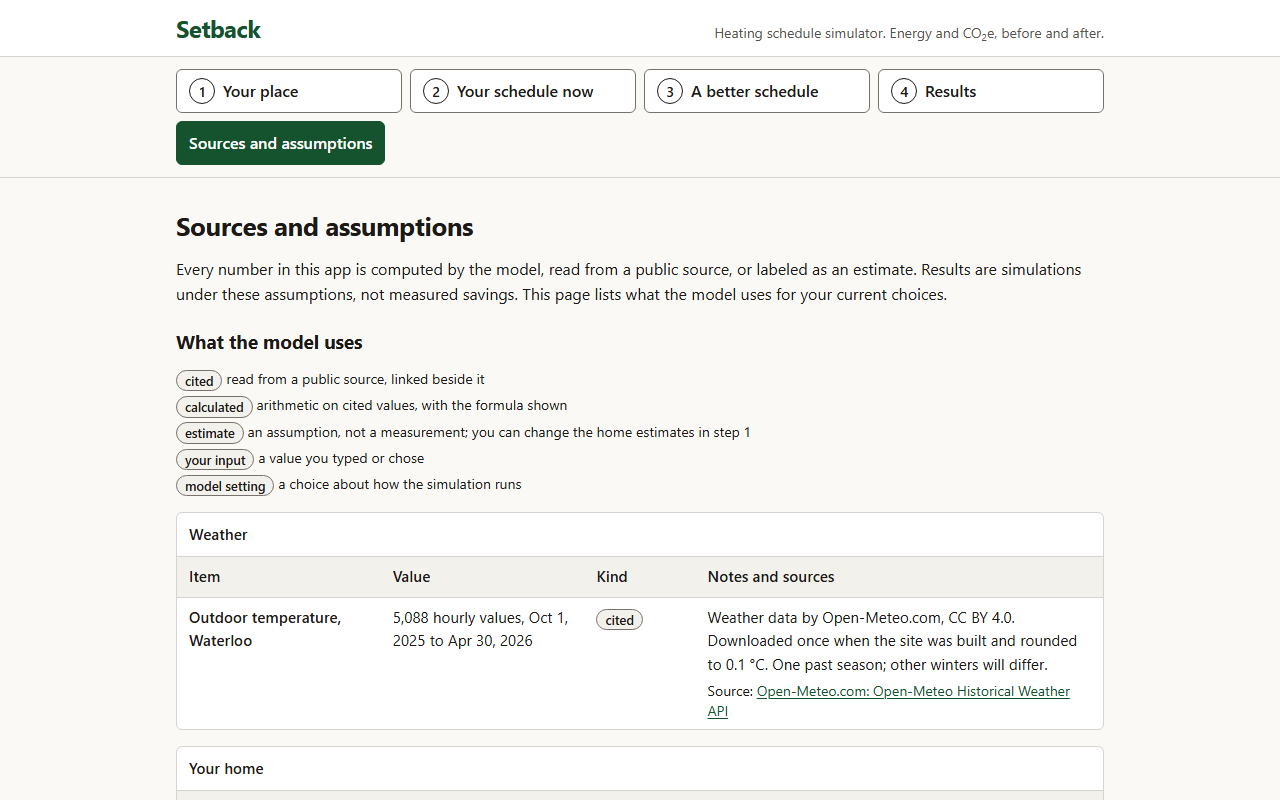 Setback
Heating schedule simulator. Energy and CO₂e, before and after.
1 Your place
2 Your schedule now
3 A better schedule
4 Results
Sources and assumptions
Sources and assumptions
Every number in this app is computed by the model, read from a public source, or labeled as an estimate. Results are simulations
under these assumptions, not measured savings. This page lists what the model uses for your current choices.
What the model uses
cited read from a public source, linked beside it
calculated arithmetic on cited values, with the formula shown
estimate an assumption, not a measurement; you can change the home estimates in step 1
your input a value you typed or chose
model setting a choice about how the simulation runs
Weather
Item Value Kind Notes and sources
Outdoor temperature, 5,088 hourly values, Oct 1, cited Weather data by Open-Meteo.com, CC BY 4.0.
Waterloo 2025 to Apr 30, 2026 Downloaded once when the site was built and rounded
to 0.1 °C. One past season; other winters will differ.
Source: Open-Meteo.com: Open-Meteo Historical Weather
API
Your home